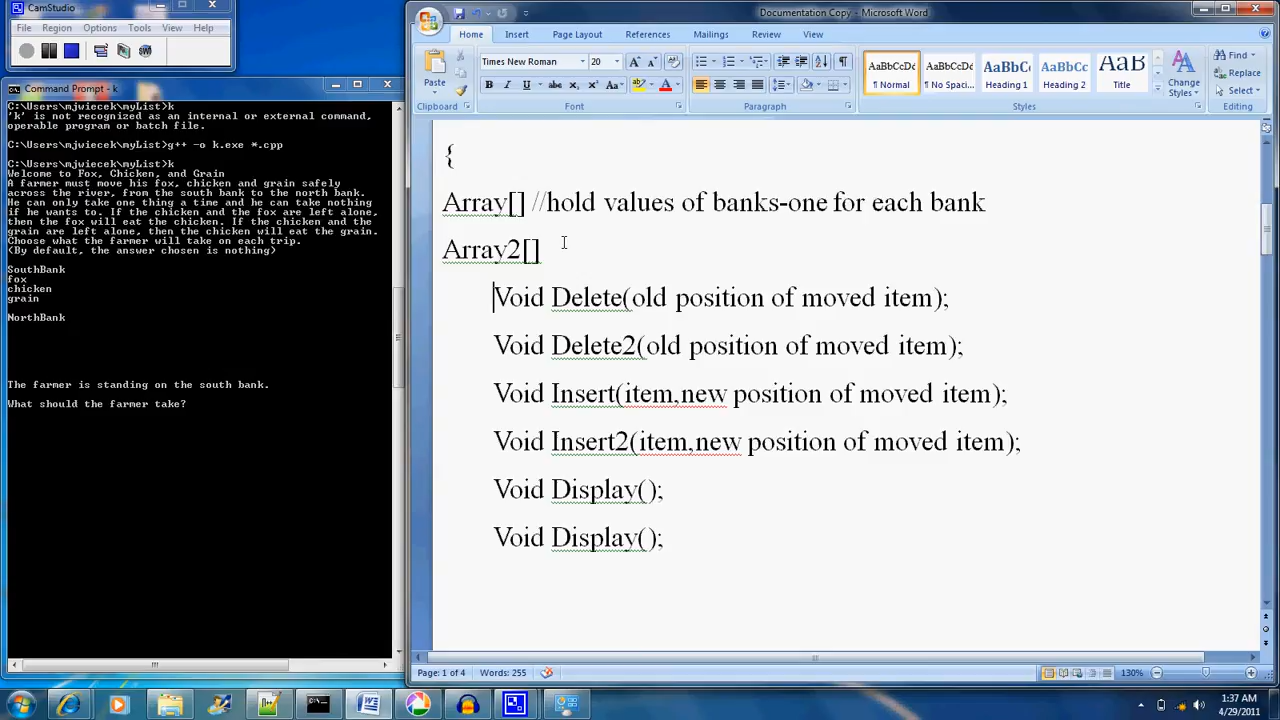 CamStudio
File Region Options Tools View Help
Command Prompt - k
C:\Users\mjwiecek\myList>k
'k' is not recognized as an internal or external command,
operable program or batch file.
C:\Users\mjwiecek\myList>g++ -o k.exe *.cpp
C:\Users\mjwiecek\myList>k
Welcome to Fox, Chicken, and Grain
A farmer must move his fox, chicken and grain safely
across the river, from the south bank to the north bank.
He can only take one thing a time and he can take nothing
if he wants to. If the chicken and the fox are left alone,
then the fox will eat the chicken. If the chicken and the
grain are left alone, then the chicken will eat the grain.
Choose what the farmer will take on each trip.
(By default, the answer chosen is nothing)
SouthBank
fox
chicken
grain
NorthBank
The farmer is standing on the south bank.
What should the farmer take?
Documentation Copy - Microsoft Word
Home Insert Page Layout References Mailings Review View
Paste
Times New Roman 20
B I U abc x₂ x² Aa
AaBbCcDc AaBbCcDc AaBbC AaBbCc AaB
¶ Normal ¶ No Spaci... Heading 1 Heading 2 Title
Change Styles
Find
Replace
Select
Clipboard Font Paragraph Styles Editing
{
Array[] //hold values of banks-one for each bank
Array2[]
Void Delete(old position of moved item);
Void Delete2(old position of moved item);
Void Insert(item,new position of moved item);
Void Insert2(item,new position of moved item);
Void Display();
Void Display();
Page: 1 of 4 Words: 255 130%
1:37 AM
4/29/2011